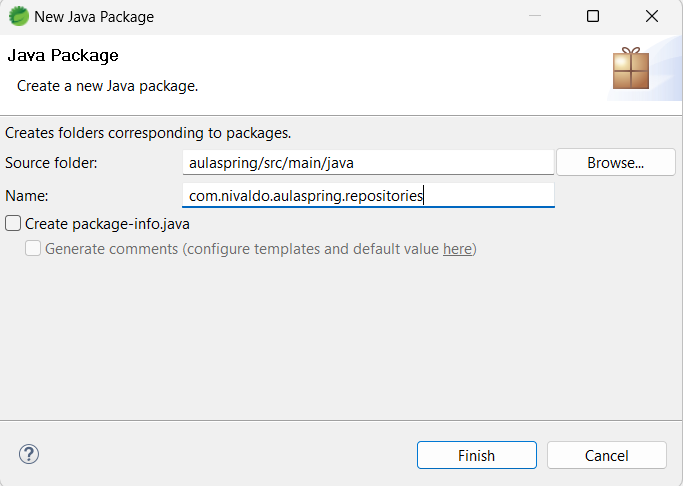 New Java Package
Java Package
Create a new Java package.
Creates folders corresponding to packages.
Source folder: aulaspring/src/main/java Browse...
Name: com.nivaldo.aulaspring.repositories
Create package-info.java
Generate comments (configure templates and default value here)
? Finish Cancel